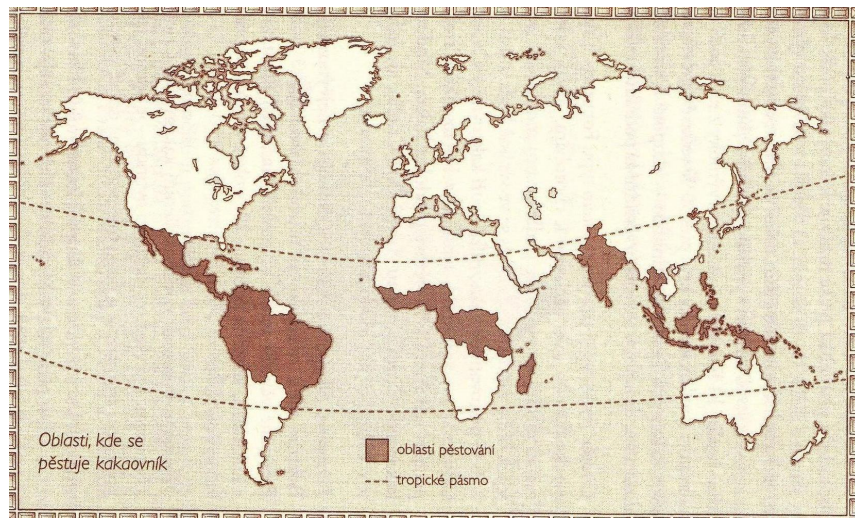 Oblasti, kde se
pěstuje kakaovník
oblasti pěstování
tropické pásmo